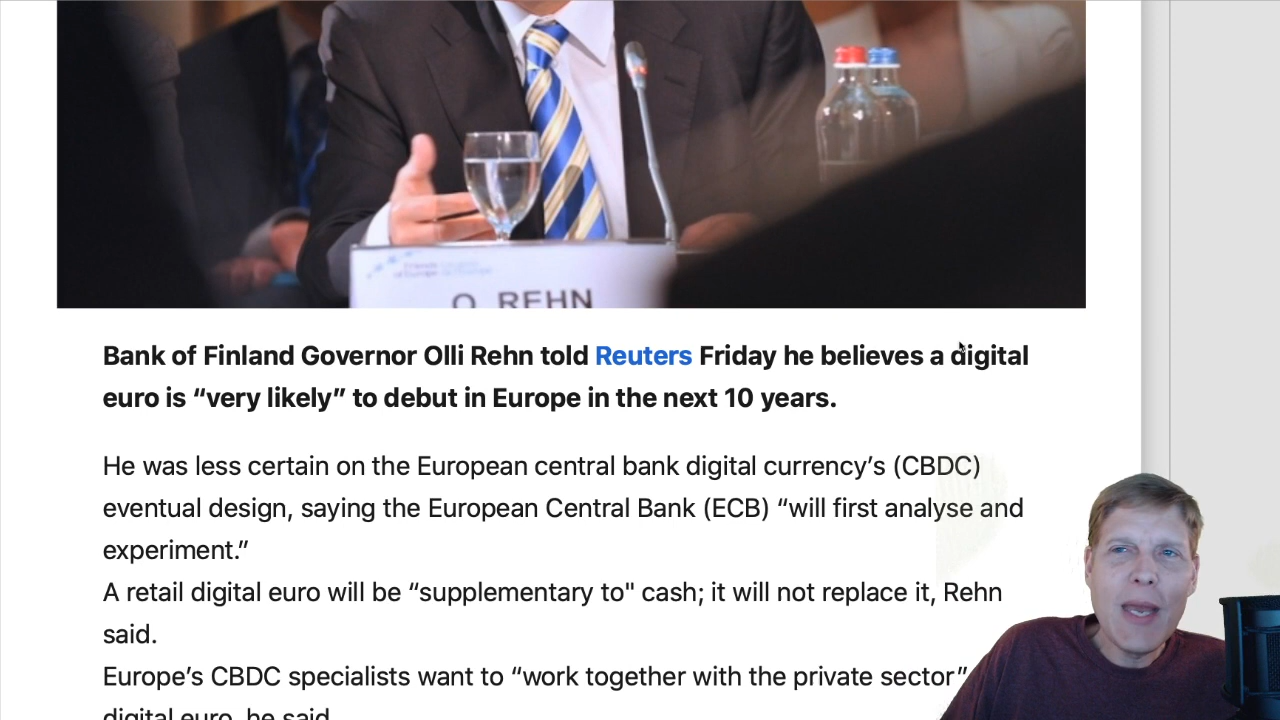 O. REHN
Bank of Finland Governor Olli Rehn told Reuters Friday he believes a digital
euro is “very likely” to debut in Europe in the next 10 years.
He was less certain on the European central bank digital currency’s (CBDC)
eventual design, saying the European Central Bank (ECB) “will first analyse and
experiment.”
A retail digital euro will be “supplementary to" cash; it will not replace it, Rehn
said.
Europe’s CBDC specialists want to “work together with the private sector”
digital euro, he said.